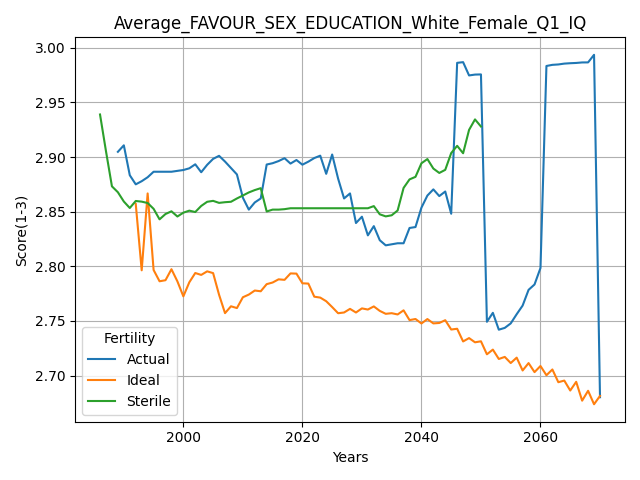 Average_FAVOUR_SEX_EDUCATION_White_Female_Q1_IQ
3.00
2.95
2.90
2.85
2.80
2.75
2.70
Score(1-3)
Fertility
Actual
Ideal
Sterile
2000 2020 2040 2060
Years